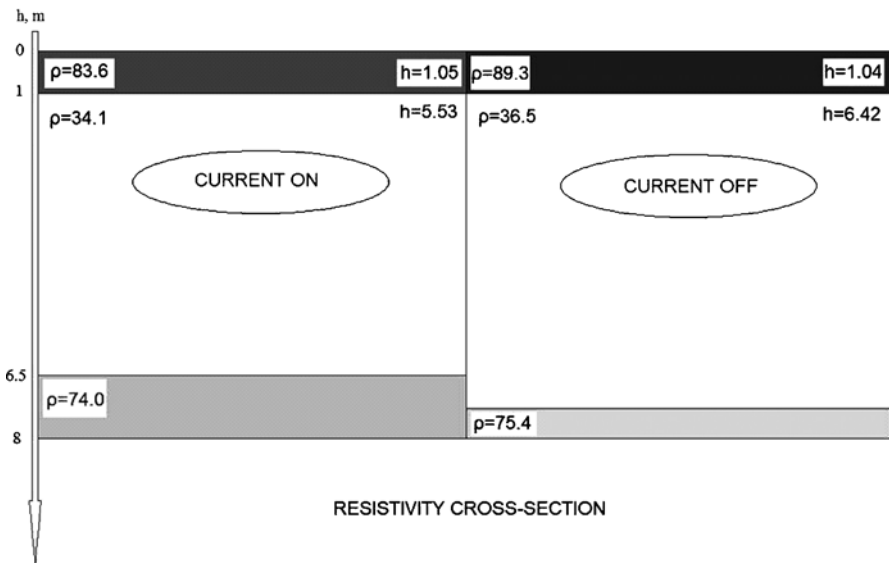 h, m
0
ρ=83.6 h=1.05 ρ=89.3 h=1.04
1
ρ=34.1 h=5.53 ρ=36.5 h=6.42
CURRENT ON CURRENT OFF
6.5
ρ=74.0
ρ=75.4
8
RESISTIVITY CROSS-SECTION